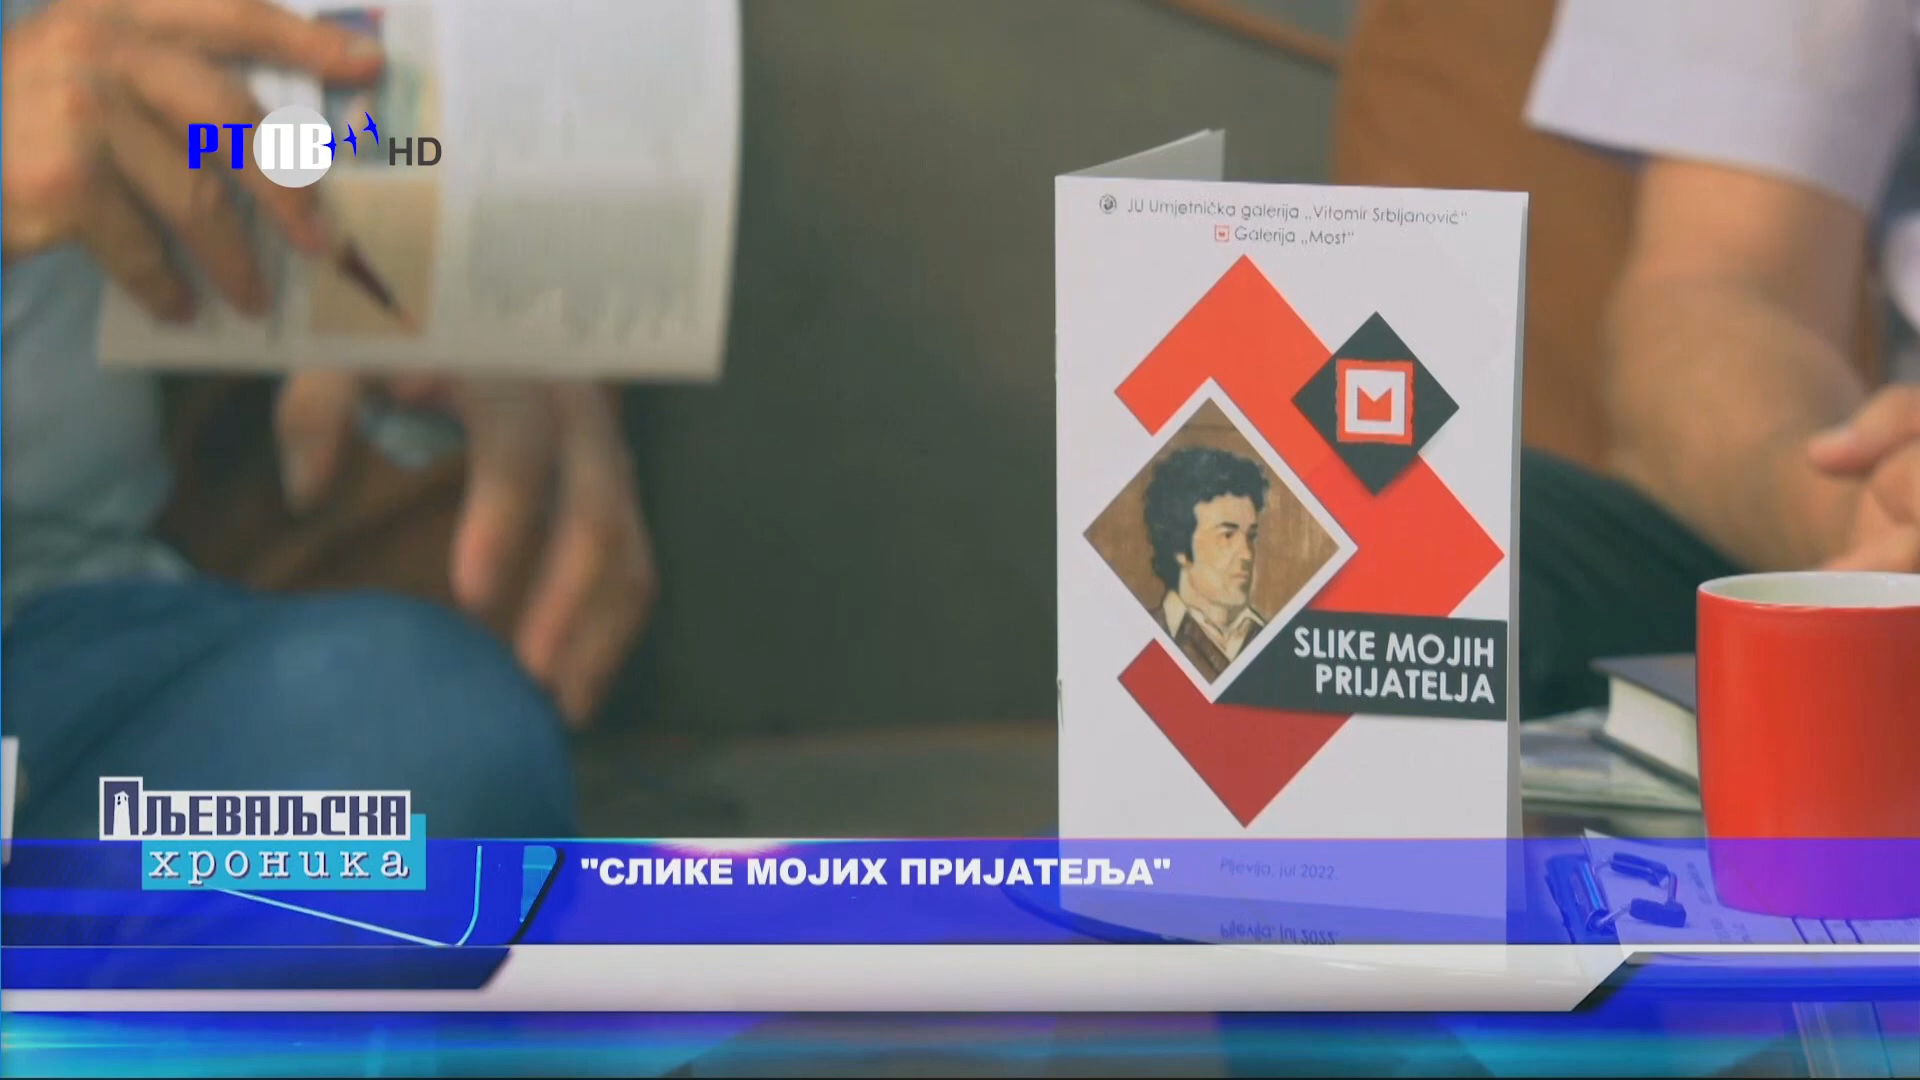 РТПВ HD
JU Umjetnička galerija „Vitomir Srbljanović“
Galerija „Most“
SLIKE MOJIH
PRIJATELJA
Пљеваљска
хроника
"СЛИКЕ МОЈИХ ПРИЈАТЕЉА"
Pljevlja, jul 2022.